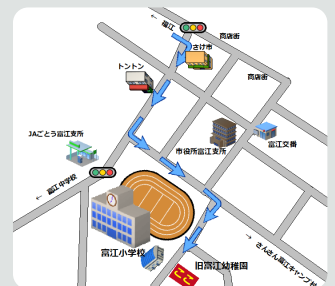 ← 福江
商店街
さけ市
商店街
トントン
JAごとう富江支所
市役所富江支所
富江交番
← 富江中学校
富江小学校
→ さんさん富江キャンプ村
旧富江幼稚園
ここ